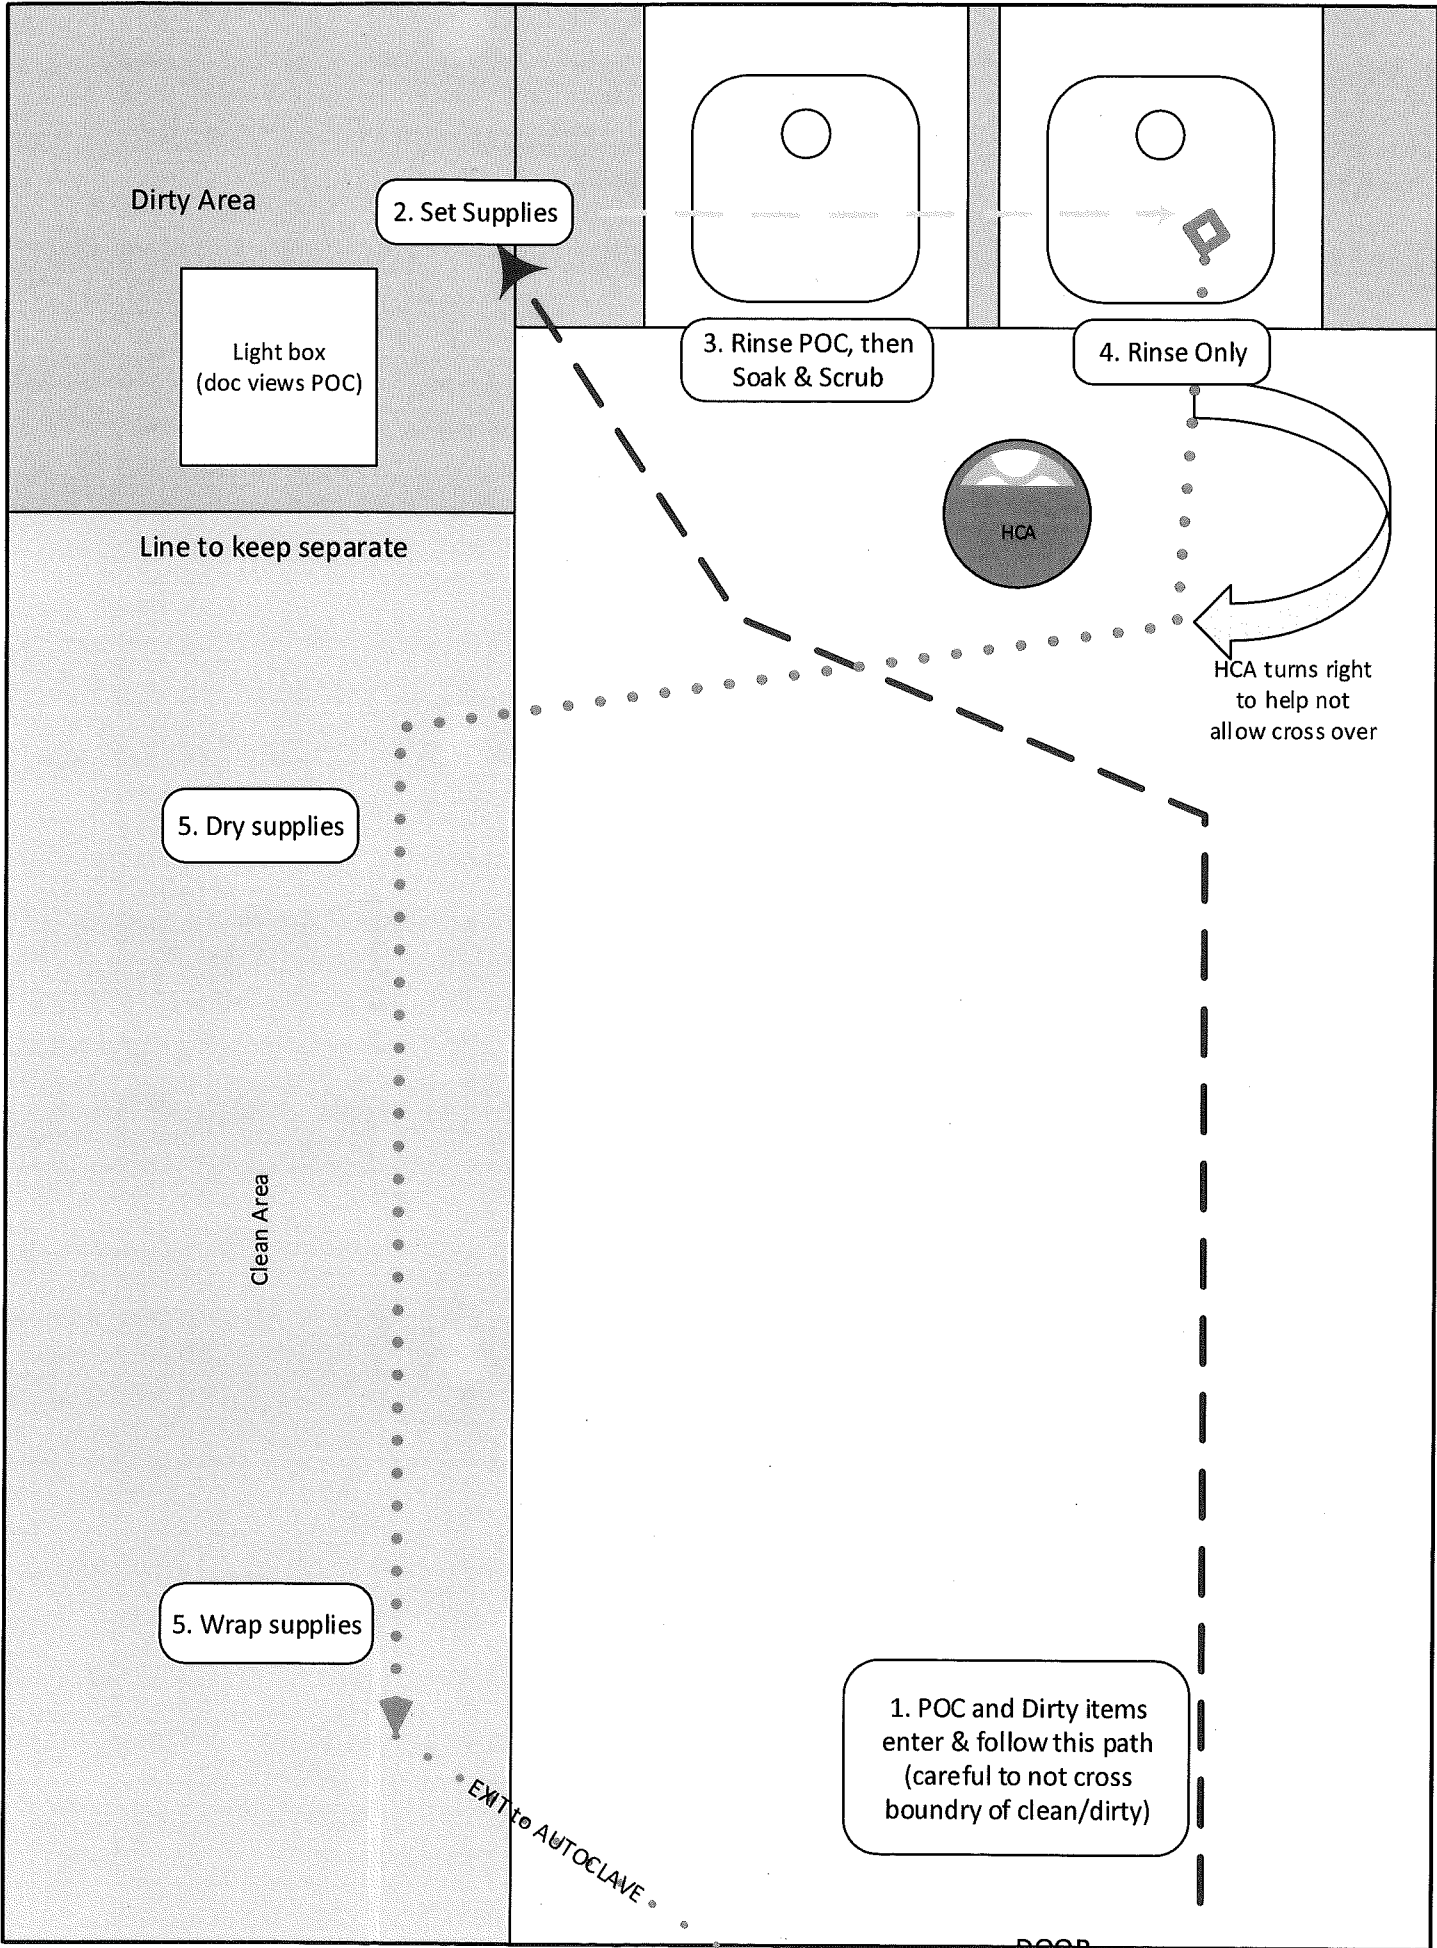 Dirty Area
2. Set Supplies
Light box
(doc views POC)
3. Rinse POC, then
Soak & Scrub
4. Rinse Only
HCA
Line to keep separate
HCA turns right
to help not
allow cross over
5. Dry supplies
Clean Area
5. Wrap supplies
1. POC and Dirty items
enter & follow this path
(careful to not cross
boundry of clean/dirty)
EXIT to AUTOCLAVE
DOOR